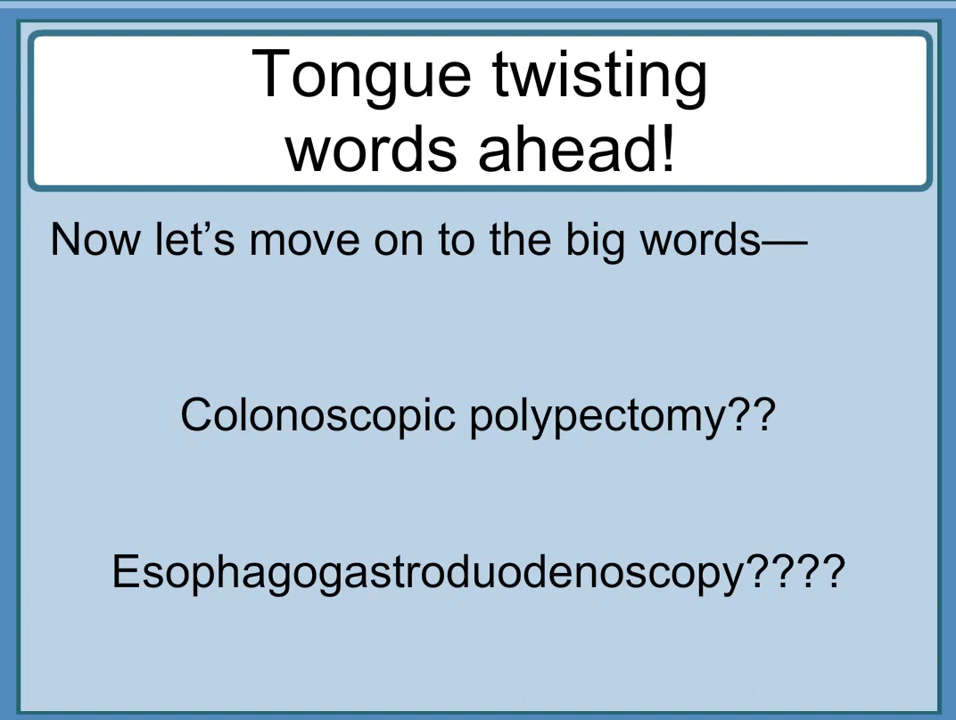 Tongue twisting
words ahead!
Now let’s move on to the big words—
Colonoscopic polypectomy??
Esophagogastroduodenoscopy????